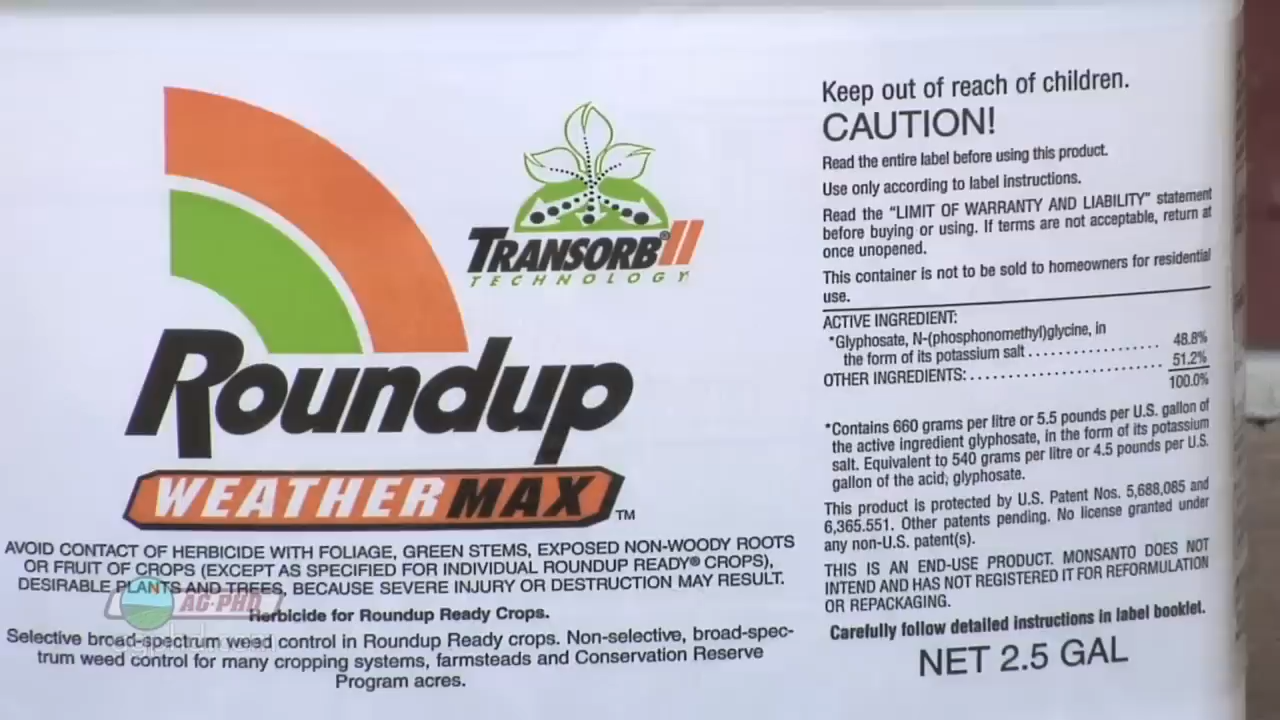 TRANSORB® II
TECHNOLOGY
Roundup
WEATHERMAX™
AVOID CONTACT OF HERBICIDE WITH FOLIAGE, GREEN STEMS, EXPOSED NON-WOODY ROOTS
OR FRUIT OF CROPS (EXCEPT AS SPECIFIED FOR INDIVIDUAL ROUNDUP READY® CROPS),
DESIRABLE PLANTS AND TREES, BECAUSE SEVERE INJURY OR DESTRUCTION MAY RESULT.
AG-PHD
Herbicide for Roundup Ready Crops.
Selective broad-spectrum weed control in Roundup Ready crops. Non-selective, broad-spec-
trum weed control for many cropping systems, farmsteads and Conservation Reserve
Program acres.
Keep out of reach of children.
CAUTION!
Read the entire label before using this product.
Use only according to label instructions.
Read the “LIMIT OF WARRANTY AND LIABILITY” statement
before buying or using. If terms are not acceptable, return at
once unopened.
This container is not to be sold to homeowners for residential
use.
ACTIVE INGREDIENT:
*Glyphosate, N-(phosphonomethyl)glycine, in
the form of its potassium salt . . . . . . . . . . . . . . . . . . 48.8%
OTHER INGREDIENTS: . . . . . . . . . . . . . . . . . . . . . . . . . . 51.2%
100.0%
*Contains 660 grams per litre or 5.5 pounds per U.S. gallon of
the active ingredient glyphosate, in the form of its potassium
salt. Equivalent to 540 grams per litre or 4.5 pounds per U.S.
gallon of the acid, glyphosate.
This product is protected by U.S. Patent Nos. 5,688,085 and
6,365.551. Other patents pending. No license granted under
any non-U.S. patent(s).
THIS IS AN END-USE PRODUCT. MONSANTO DOES NOT
INTEND AND HAS NOT REGISTERED IT FOR REFORMULATION
OR REPACKAGING.
Carefully follow detailed instructions in label booklet.
NET 2.5 GAL